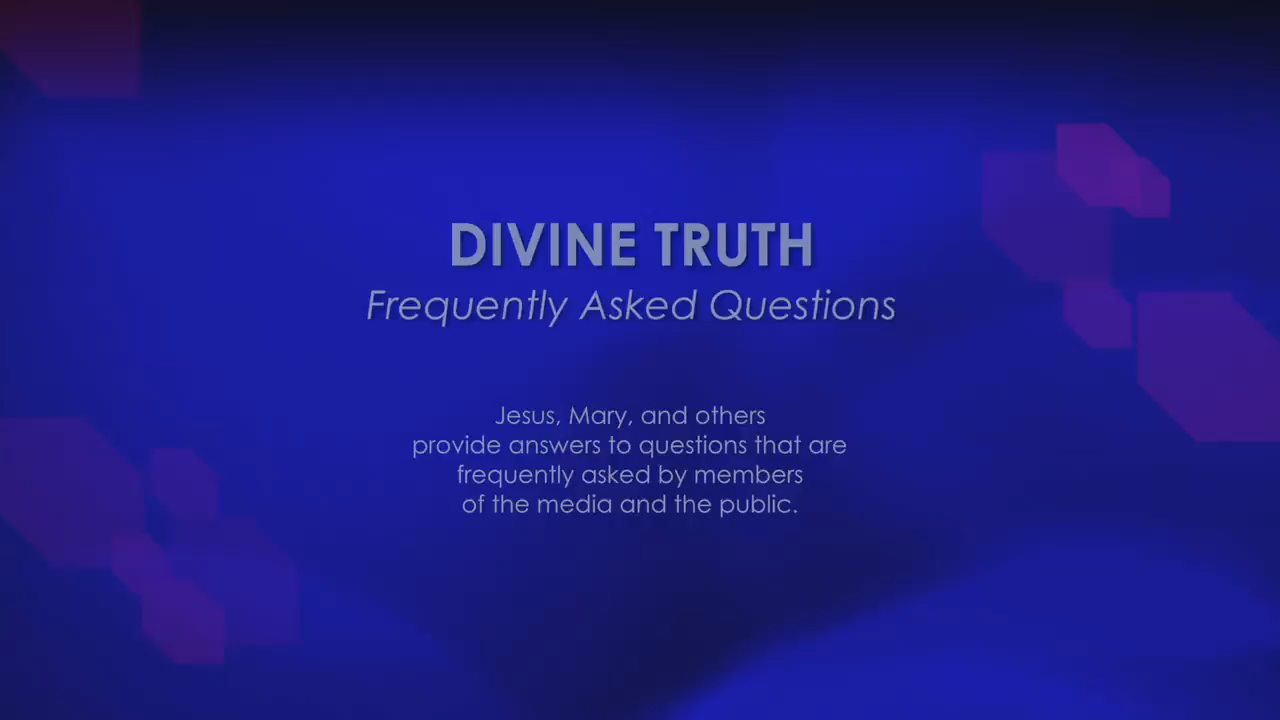 DIVINE TRUTH
Frequently Asked Questions
Jesus, Mary, and others
provide answers to questions that are
frequently asked by members
of the media and the public.